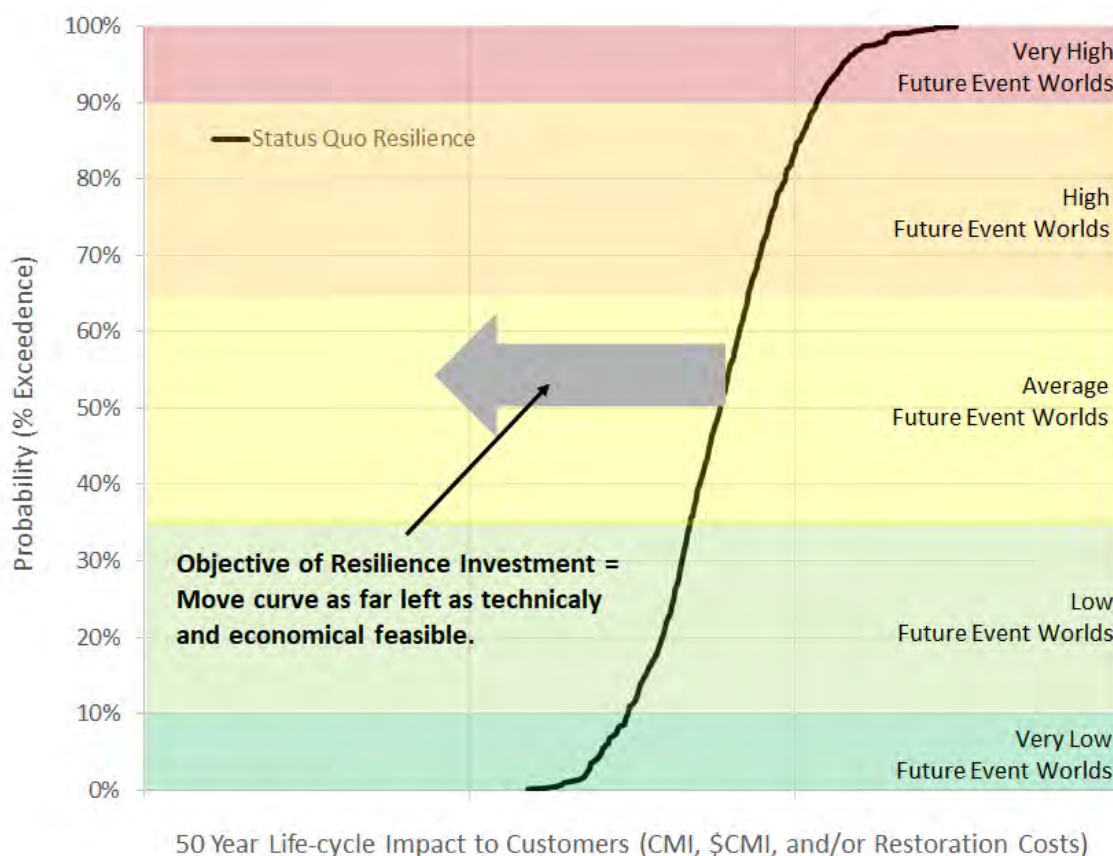 100%
90%
80%
70%
60%
50%
40%
30%
20%
10%
0%
Probability (% Exceedence)
Status Quo Resilience
Very High
Future Event Worlds
High
Future Event Worlds
Average
Future Event Worlds
Objective of Resilience Investment =
Move curve as far left as technicaly
and economical feasible.
Low
Future Event Worlds
Very Low
Future Event Worlds
50 Year Life-cycle Impact to Customers (CMI, $CMI, and/or Restoration Costs)